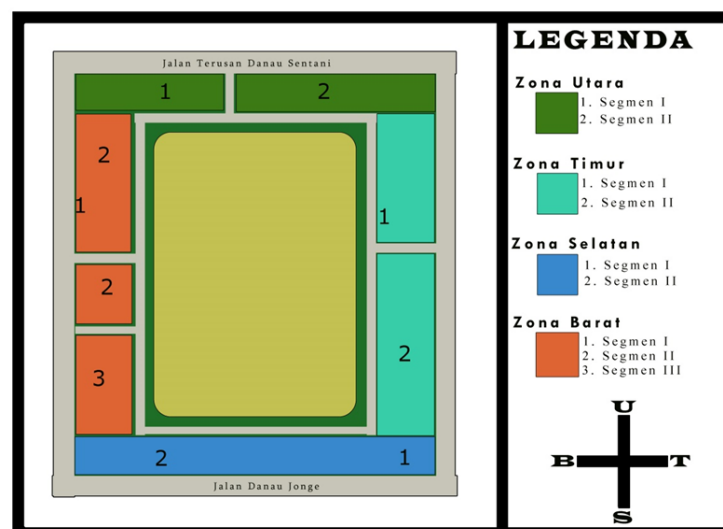 Jalan Terusan Danau Sentani
1
2
2
1
1
2
3
2
2
1
Jalan Danau Jonge
LEGENDA
Zona Utara
1. Segmen I
2. Segmen II
Zona Timur
1. Segmen I
2. Segmen II
Zona Selatan
1. Segmen I
2. Segmen II
Zona Barat
1. Segmen I
2. Segmen II
3. Segmen III
U
B T
S